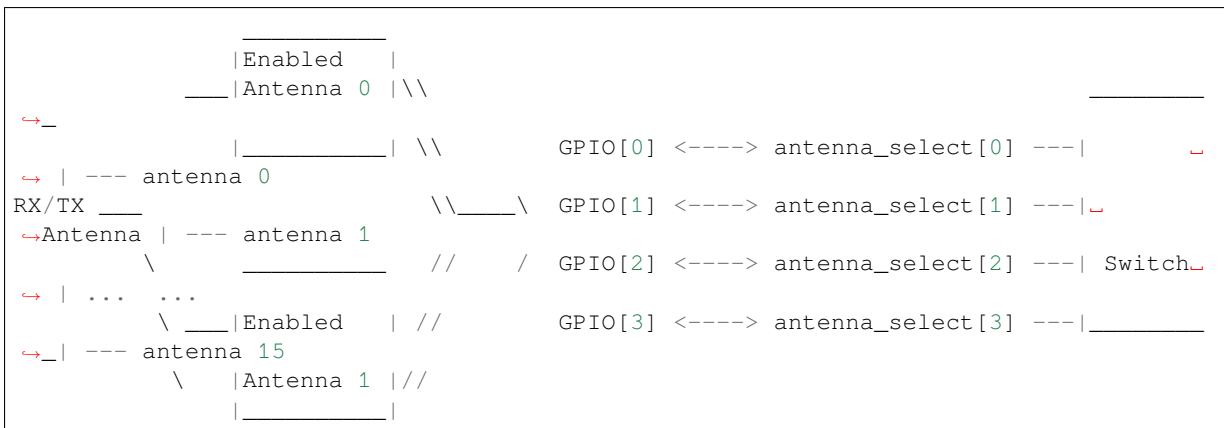 __________
              |Enabled   |
           ___|Antenna 0 |\\                                            ________
↪_
              |__________| \\       GPIO[0] <----> antenna_select[0] ---|       ␣
↪ | --- antenna 0
RX/TX ___                   \\____\  GPIO[1] <----> antenna_select[1] ---|␣
↪Antenna | --- antenna 1
         \     __________   //    /  GPIO[2] <----> antenna_select[2] ---| Switch␣
↪ | ...  ...
          \ ___|Enabled   | //       GPIO[3] <----> antenna_select[3] ---|________
↪_| --- antenna 15
           \   |Antenna 1 |//
               |__________|